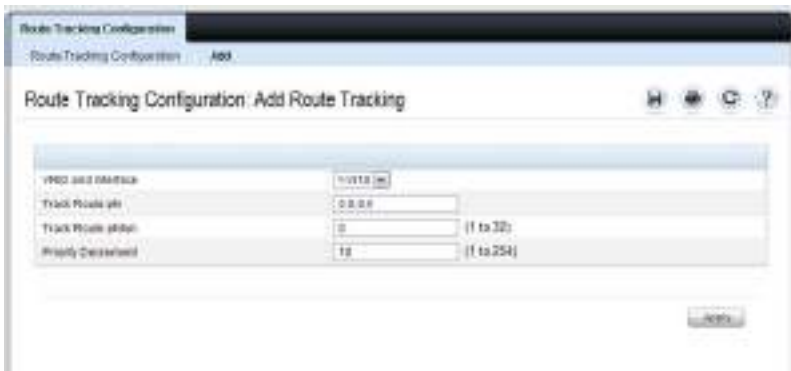 Route Tracking Configuration
Route Tracking Configuration Add
Route Tracking Configuration: Add Route Tracking
VRID and Interface
Track Route pfx 0.0.0.0
Track Route pfxlen 0 (1 to 32)
Priority Decrement 10 (1 to 254)
Apply